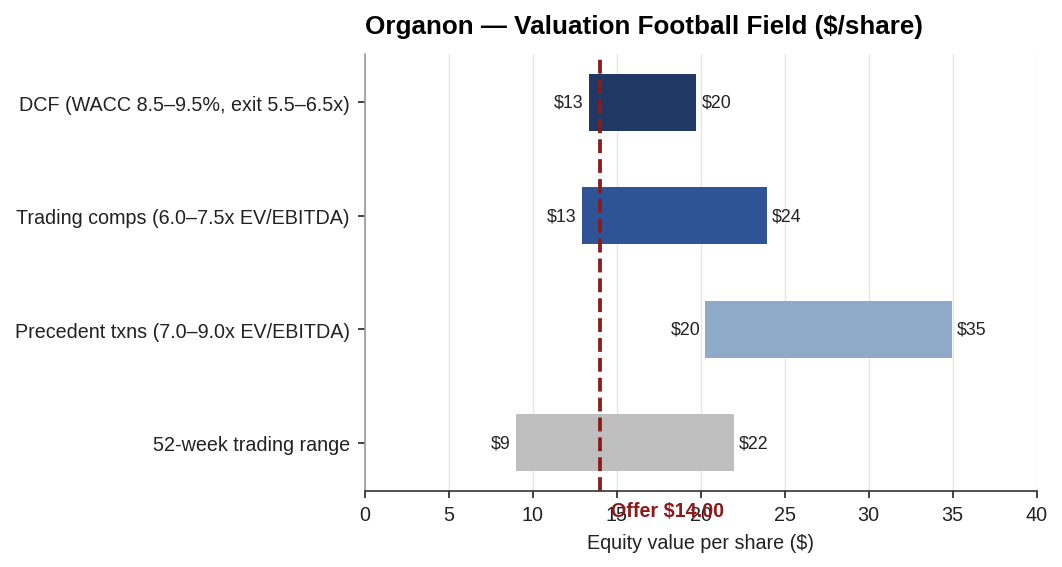 Organon — Valuation Football Field ($/share)
DCF (WACC 8.5–9.5%, exit 5.5–6.5x)
$13
$20
Trading comps (6.0–7.5x EV/EBITDA)
$13
$24
Precedent txns (7.0–9.0x EV/EBITDA)
$20
$35
52-week trading range
$9
$22
0 5 10 15 20 25 30 35 40
Offer $14.00
Equity value per share ($)